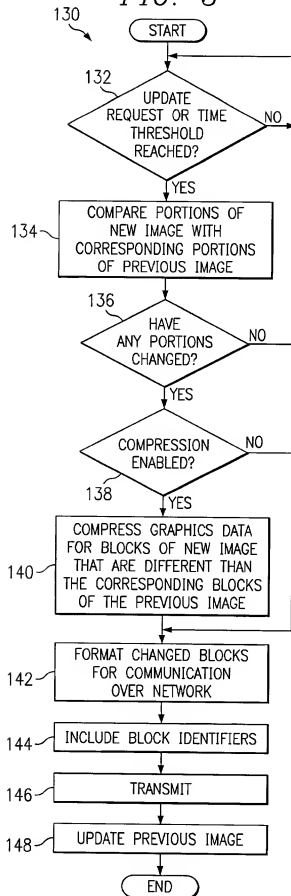 130
START
132
UPDATE
REQUEST OR TIME
THRESHOLD
REACHED?
NO
YES
134
COMPARE PORTIONS OF
NEW IMAGE WITH
CORRESPONDING PORTIONS
OF PREVIOUS IMAGE
136
HAVE
ANY PORTIONS
CHANGED?
NO
YES
COMPRESSION
ENABLED?
NO
138
YES
140
COMPRESS GRAPHICS DATA
FOR BLOCKS OF NEW IMAGE
THAT ARE DIFFERENT THAN
THE CORRESPONDING BLOCKS
OF THE PREVIOUS IMAGE
142
FORMAT CHANGED BLOCKS
FOR COMMUNICATION
OVER NETWORK
144
INCLUDE BLOCK IDENTIFIERS
146
TRANSMIT
148
UPDATE PREVIOUS IMAGE
END